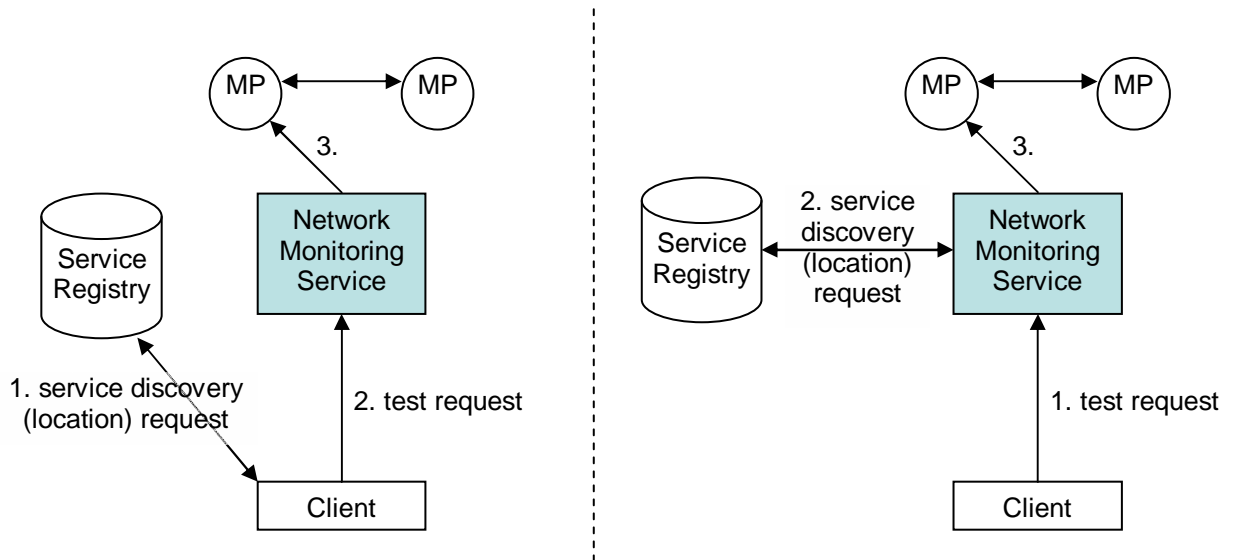 MP
MP
3.
Network
Monitoring
Service
Service
Registry
1. service discovery
(location) request
2. test request
Client
MP
MP
3.
2. service
discovery
(location)
request
Service
Registry
Network
Monitoring
Service
1. test request
Client